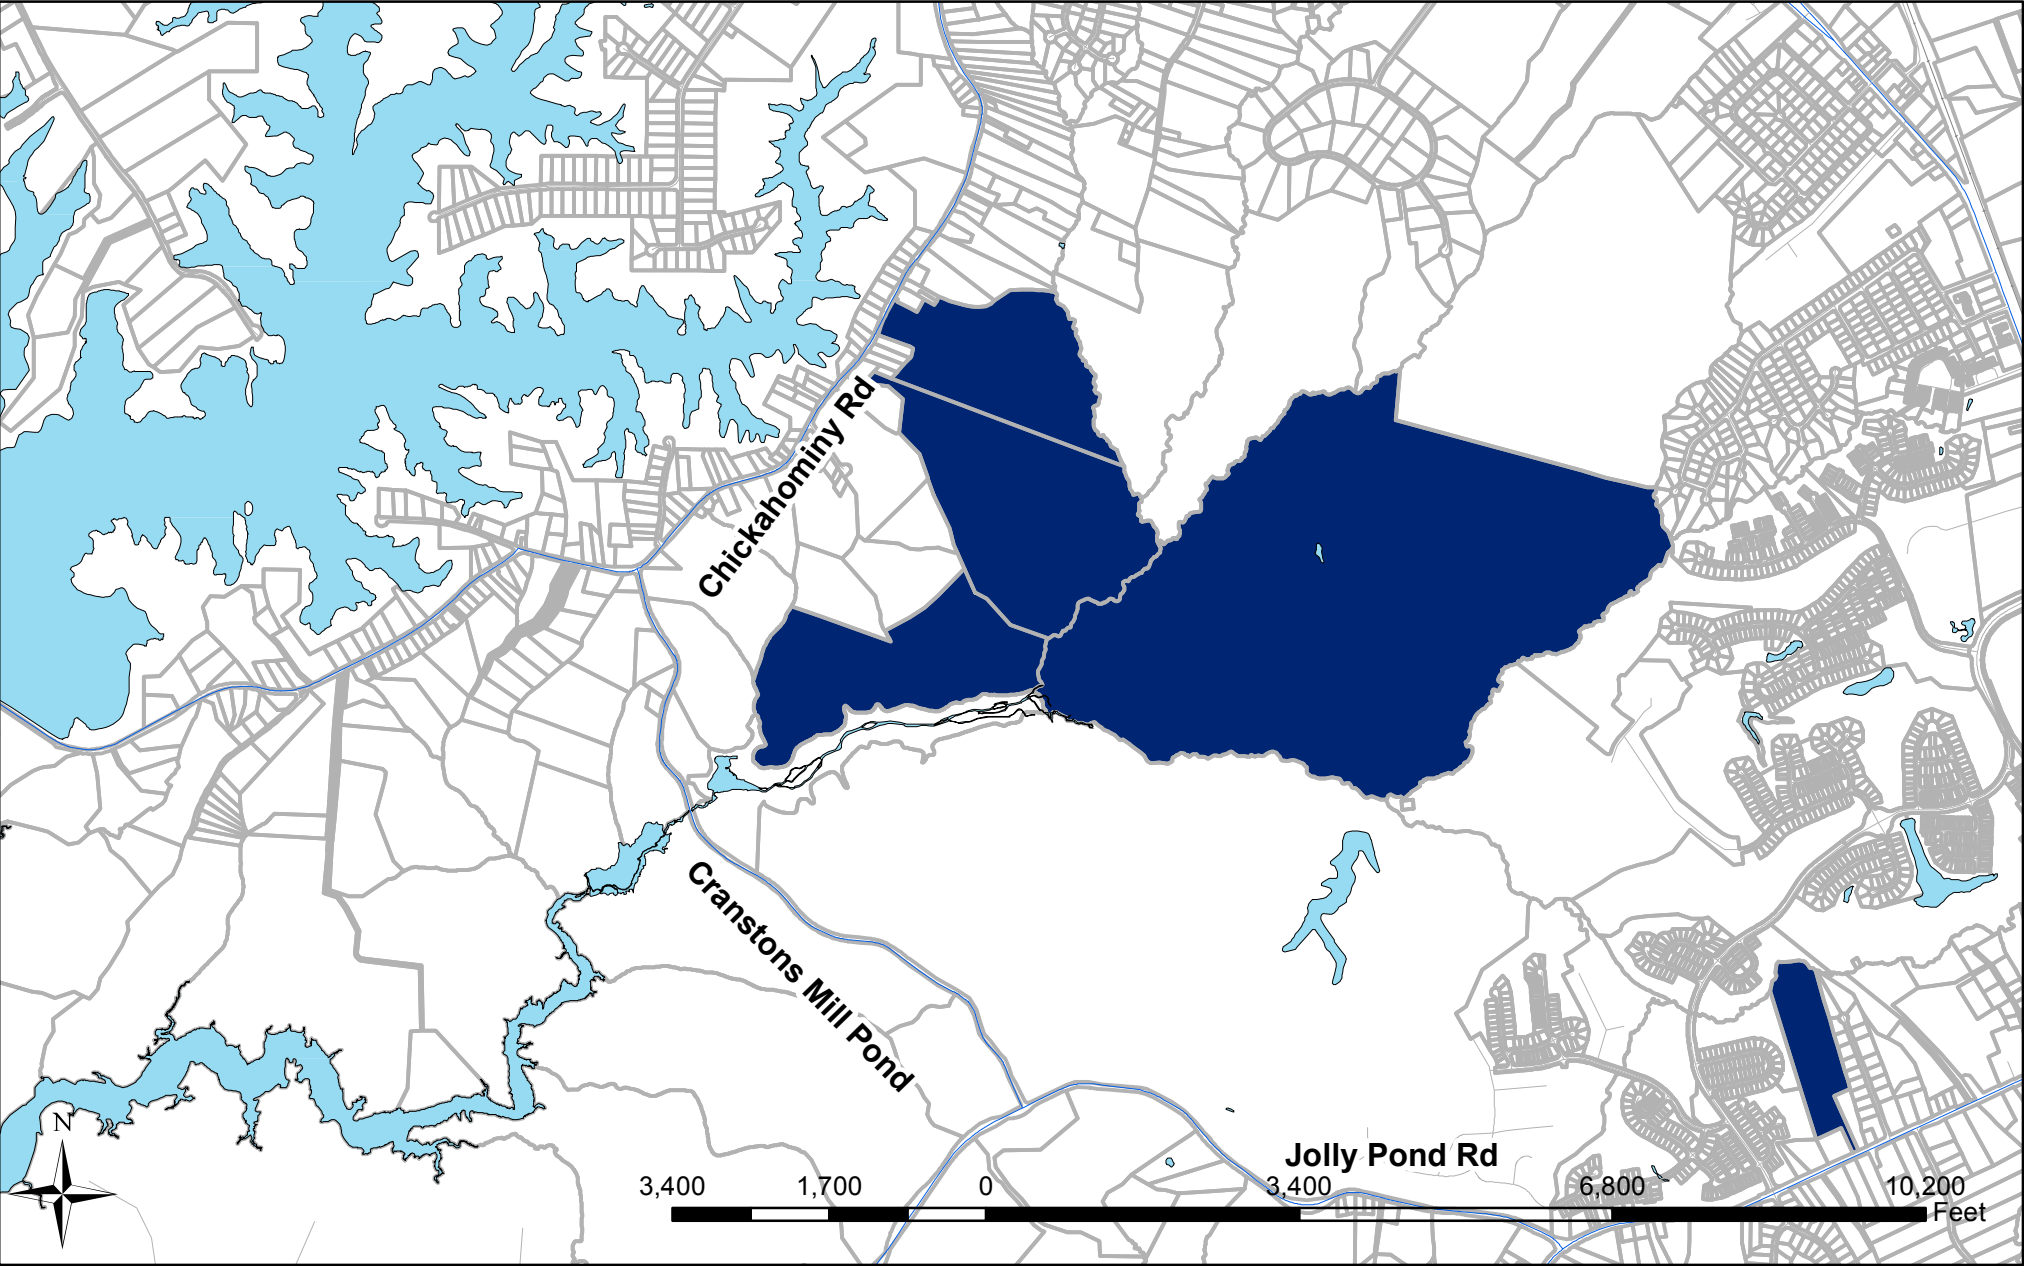 Chickahominy Rd
Cranstons Mill Pond
Jolly Pond Rd
N
3,400 1,700 0 3,400 6,800 10,200
Feet